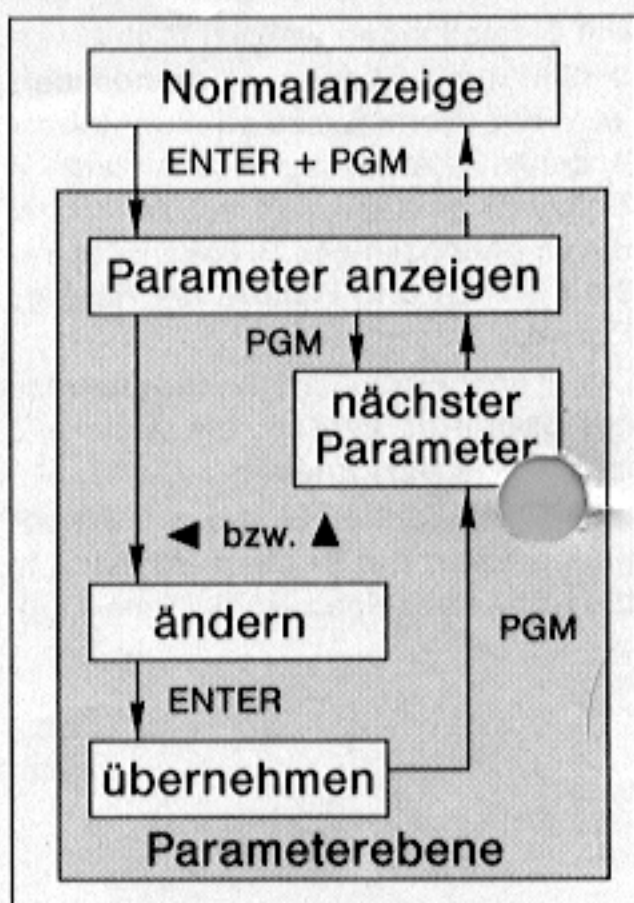 Normalanzeige
ENTER + PGM
Parameter anzeigen
PGM
nächster
Parameter
◄ bzw. ▲
ändern
PGM
ENTER
übernehmen
Parameterebene